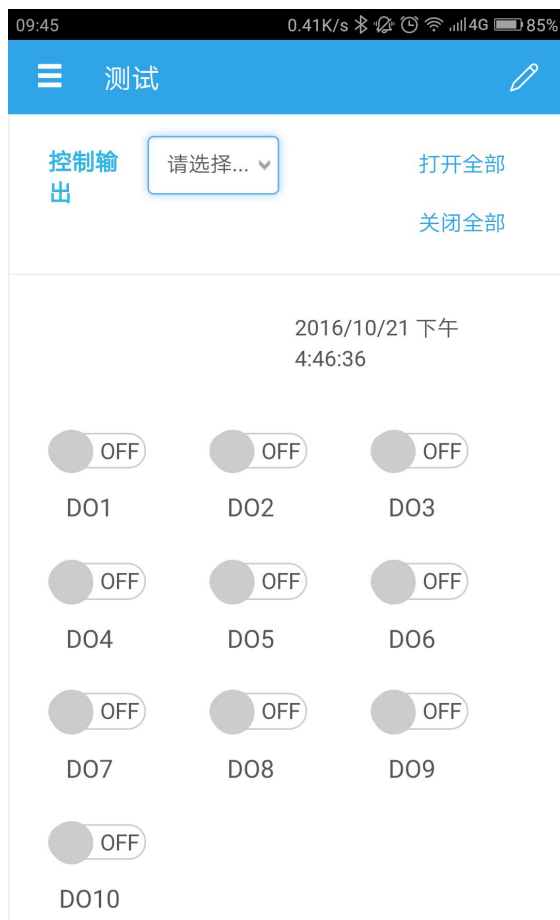 09:45 0.41K/s 4G 85%
测试
控制输出 请选择... 打开全部
关闭全部
2016/10/21 下午
4:46:36
OFF OFF OFF
DO1 DO2 DO3
OFF OFF OFF
DO4 DO5 DO6
OFF OFF OFF
DO7 DO8 DO9
OFF
DO10